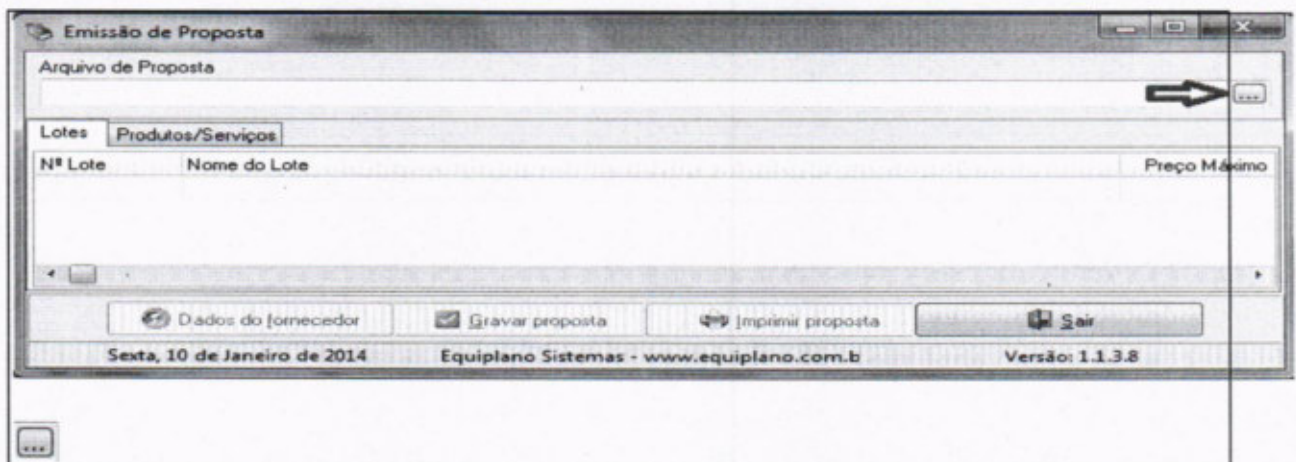 Emissão de Proposta
Arquivo de Proposta
...
Lotes Produtos/Serviços
Nº Lote Nome do Lote Preço Máximo
Dados do fornecedor Gravar proposta Imprimir proposta Sair
Sexta, 10 de Janeiro de 2014 Equiplano Sistemas - www.equiplano.com.b Versão: 1.1.3.8
...